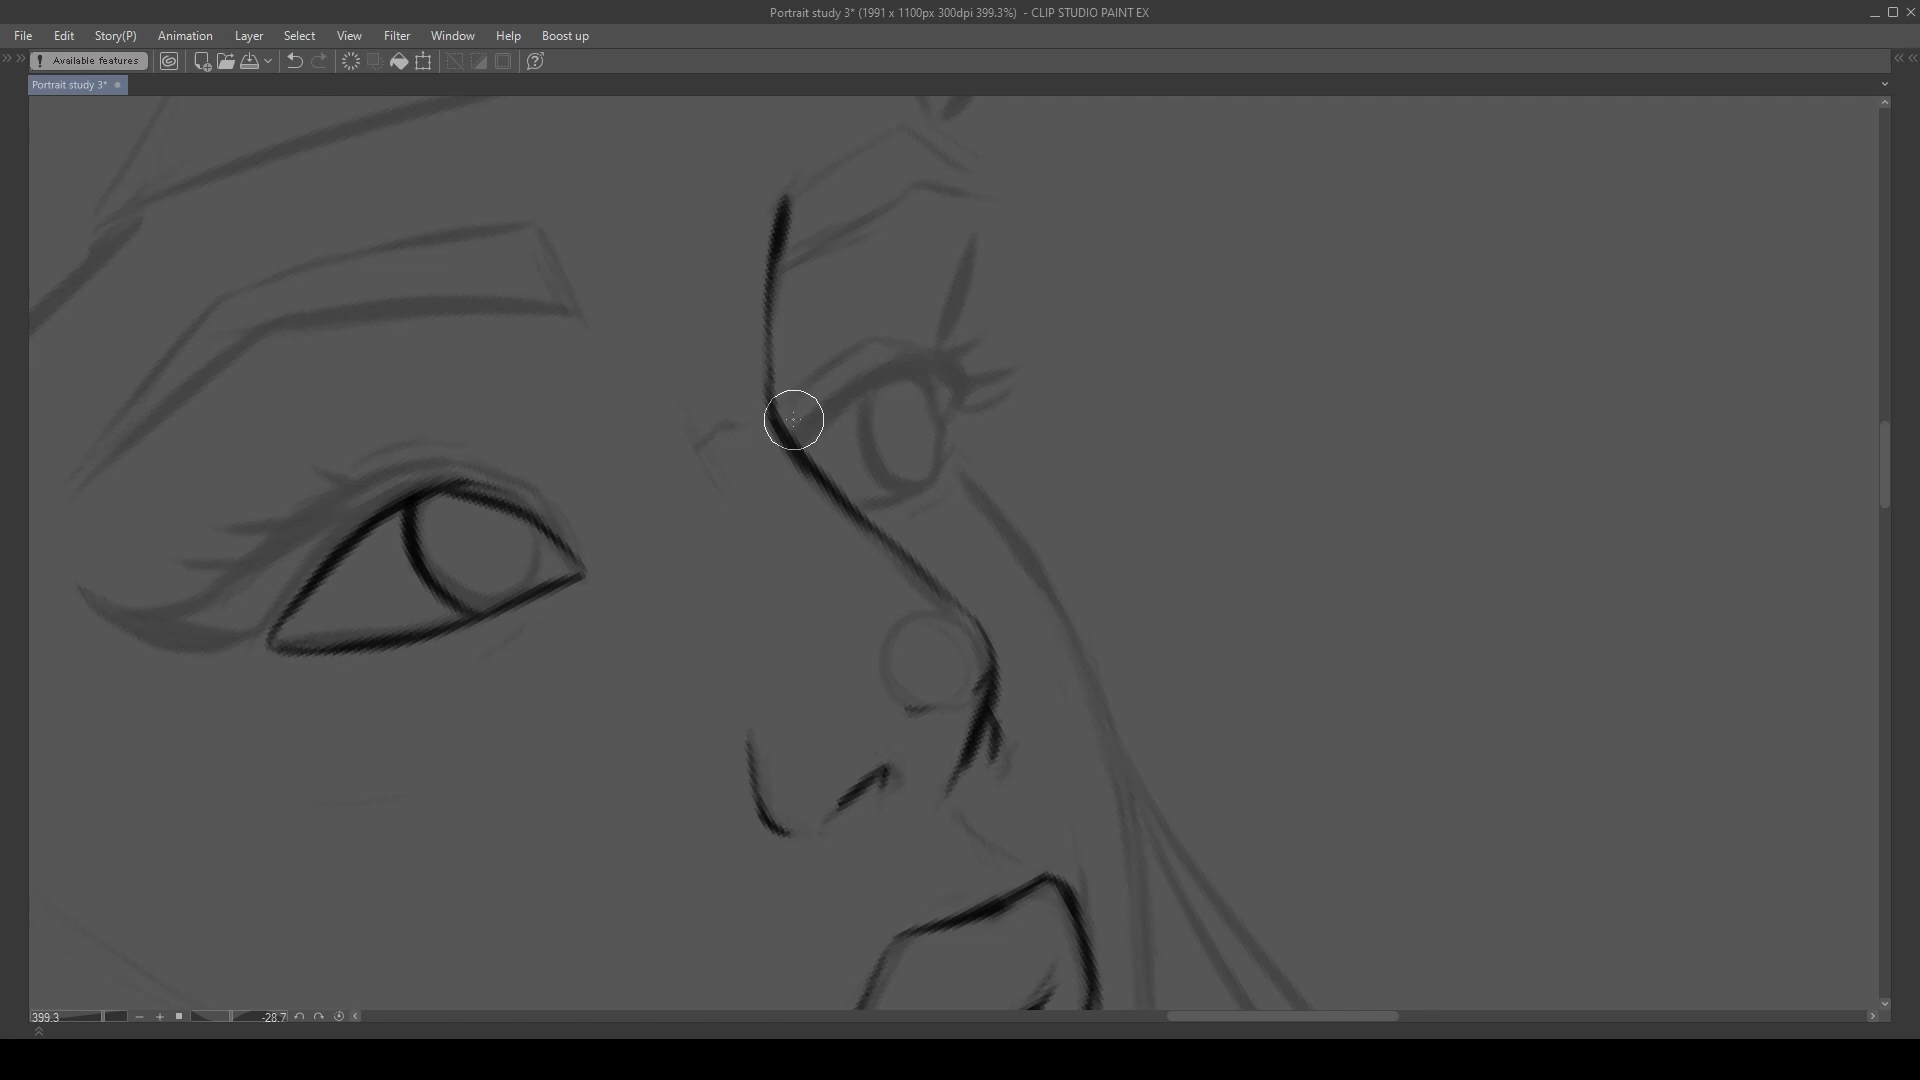 Portrait study 3* (1991 x 1100px 300dpi 399.3%) - CLIP STUDIO PAINT EX
File Edit Story(P) Animation Layer Select View Filter Window Help Boost up
! Available features
Portrait study 3*
399.3 -28.7